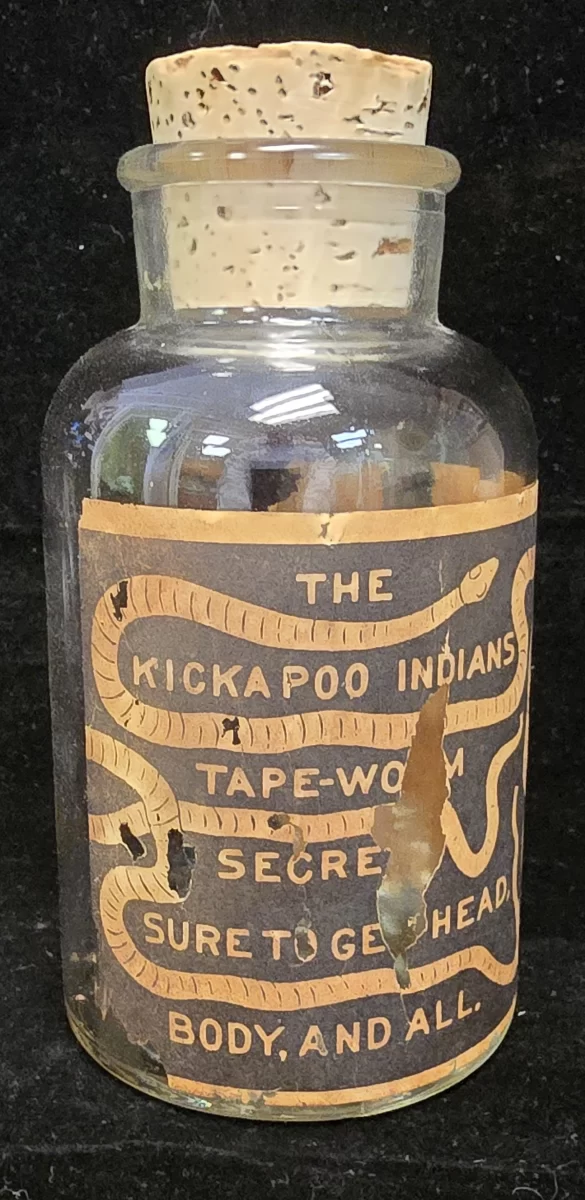 THE
KICKAPOO INDIANS
TAPE-WO M
SECRE
SURE TO GE HEAD,
BODY, AND ALL.